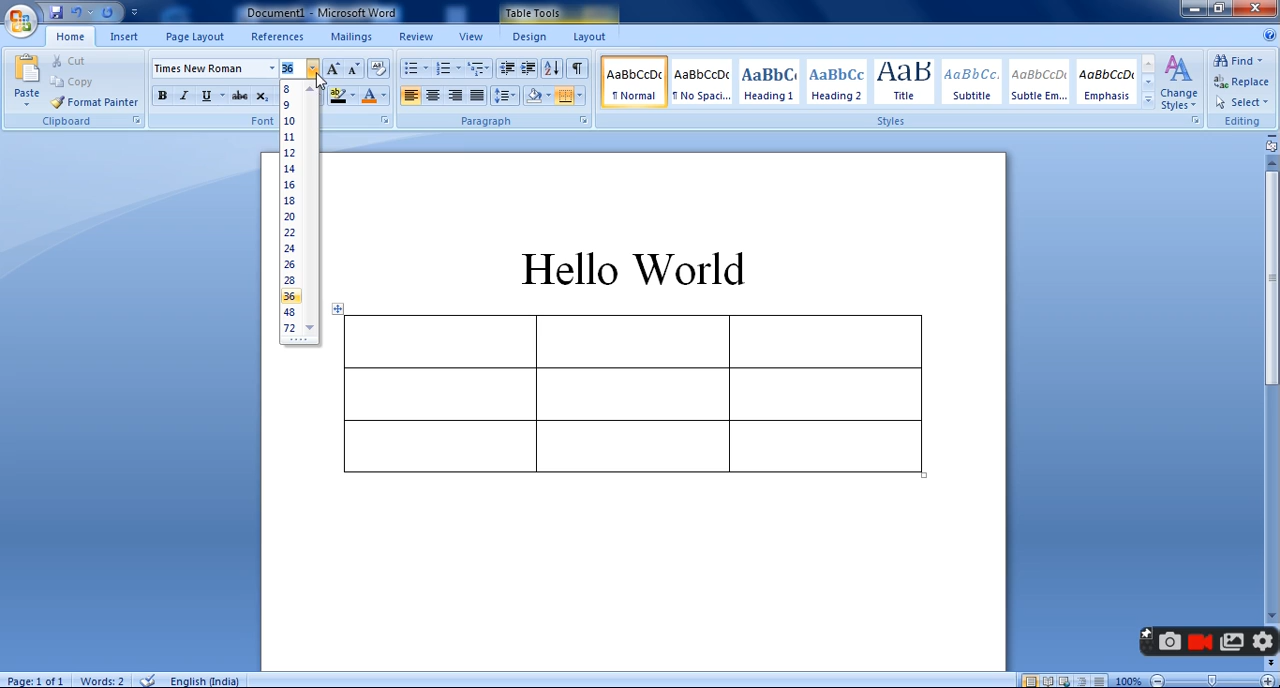 Document1 - Microsoft Word
Table Tools
Home
Insert
Page Layout
References
Mailings
Review
View
Design
Layout
Paste
Cut
Copy
Format Painter
Clipboard
Times New Roman
36
B I U abc x₂
Font
Paragraph
AaBbCcDc
¶ Normal
AaBbCcDc
¶ No Spaci...
AaBbC
Heading 1
AaBbCc
Heading 2
AaB
Title
AaBbCc.
Subtitle
AaBbCcDc
Subtle Em...
AaBbCcDc
Emphasis
Change
Styles
Styles
Find
Replace
Select
Editing
8
9
10
11
12
14
16
18
20
22
24
26
28
36
48
72
Hello World
Page: 1 of 1
Words: 2
English (India)
100%